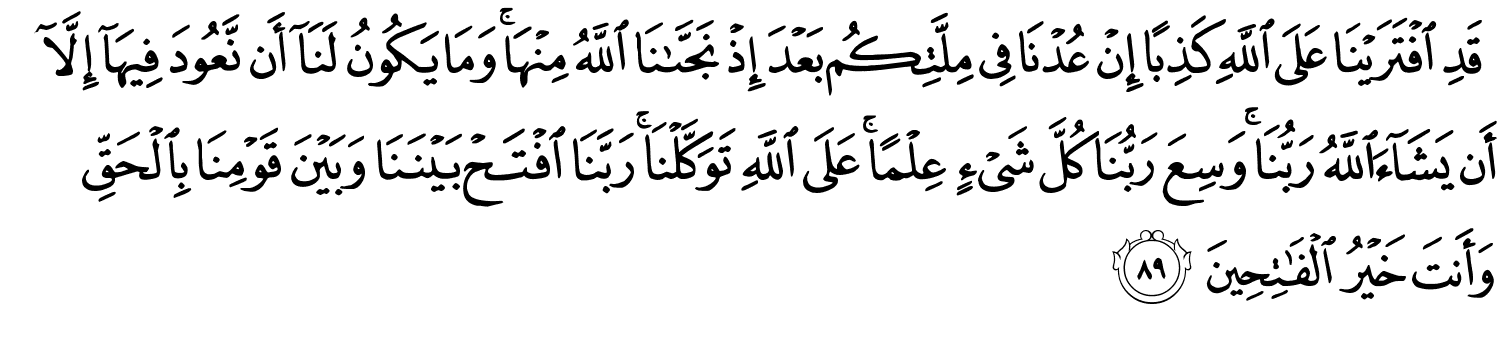 قَدِ ٱفْتَرَيْنَا عَلَى ٱللَّهِ كَذِبًا إِنْ عُدْنَا فِى مِلَّتِكُم بَعْدَ إِذْ نَجَّىٰنَا ٱللَّهُ مِنْهَا ۚ وَمَا يَكُونُ لَنَآ أَن نَّعُودَ فِيهَآ إِلَّآ
أَن يَشَآءَ ٱللَّهُ رَبُّنَا ۚ وَسِعَ رَبُّنَا كُلَّ شَىْءٍ عِلْمًا ۚ عَلَى ٱللَّهِ تَوَكَّلْنَا ۚ رَبَّنَا ٱفْتَحْ بَيْنَنَا وَبَيْنَ قَوْمِنَا بِٱلْحَقِّ
وَأَنتَ خَيْرُ ٱلْفَـٰتِحِينَ ٨٩